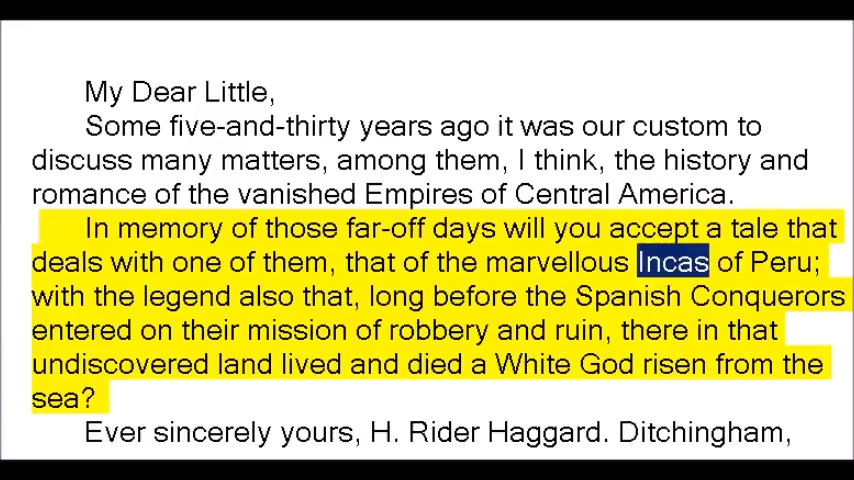 My Dear Little,
Some five-and-thirty years ago it was our custom to
discuss many matters, among them, I think, the history and
romance of the vanished Empires of Central America.
In memory of those far-off days will you accept a tale that
deals with one of them, that of the marvellous Incas of Peru;
with the legend also that, long before the Spanish Conquerors
entered on their mission of robbery and ruin, there in that
undiscovered land lived and died a White God risen from the
sea?
Ever sincerely yours, H. Rider Haggard. Ditchingham,